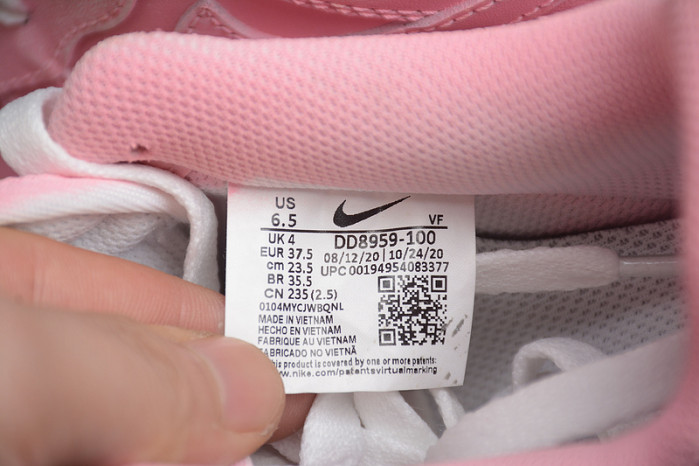 US
6.5 VF
UK 4 DD8959-100
EUR 37.5 08/12/20 | 10/24/20
cm 23.5 UPC 00194954083377
BR 35.5
CN 235 (2.5)
0104MYCJWBQNL
MADE IN VIETNAM
HECHO EN VIETNAM
FABRIQUE AU VIETNAM
FABRICADO NO VIETNÃ
his product is covered by one or more patents:
w.nike.com/patentsvirtualmarking